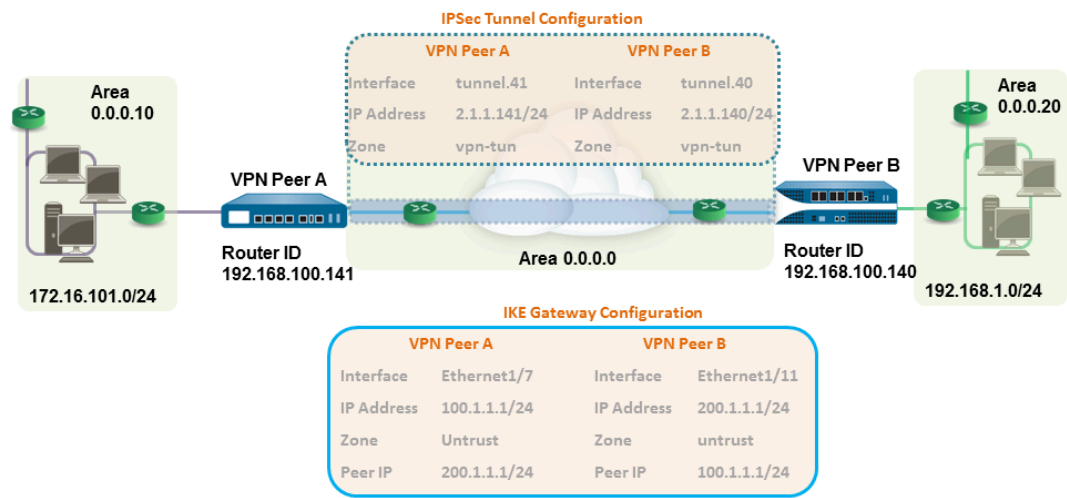 IPSec Tunnel Configuration
VPN Peer A VPN Peer B
Interface tunnel.41 Interface tunnel.40
IP Address 2.1.1.141/24 IP Address 2.1.1.140/24
Zone vpn-tun Zone vpn-tun
Area
0.0.0.10
172.16.101.0/24
VPN Peer A
Router ID
192.168.100.141
Area 0.0.0.0
VPN Peer B
Router ID
192.168.100.140
Area
0.0.0.20
192.168.1.0/24
IKE Gateway Configuration
VPN Peer A VPN Peer B
Interface Ethernet1/7 Interface Ethernet1/11
IP Address 100.1.1.1/24 IP Address 200.1.1.1/24
Zone Untrust Zone untrust
Peer IP 200.1.1.1/24 Peer IP 100.1.1.1/24